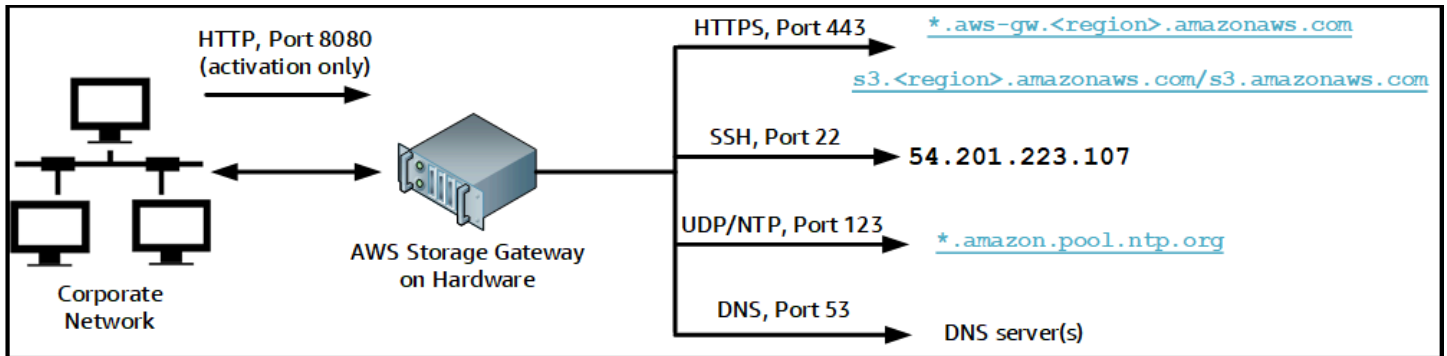 HTTP, Port 8080
(activation only)
Corporate
Network
AWS Storage Gateway
on Hardware
HTTPS, Port 443
*.aws-gw.<region>.amazonaws.com
s3.<region>.amazonaws.com/s3.amazonaws.com
SSH, Port 22
54.201.223.107
UDP/NTP, Port 123
*.amazon.pool.ntp.org
DNS, Port 53
DNS server(s)